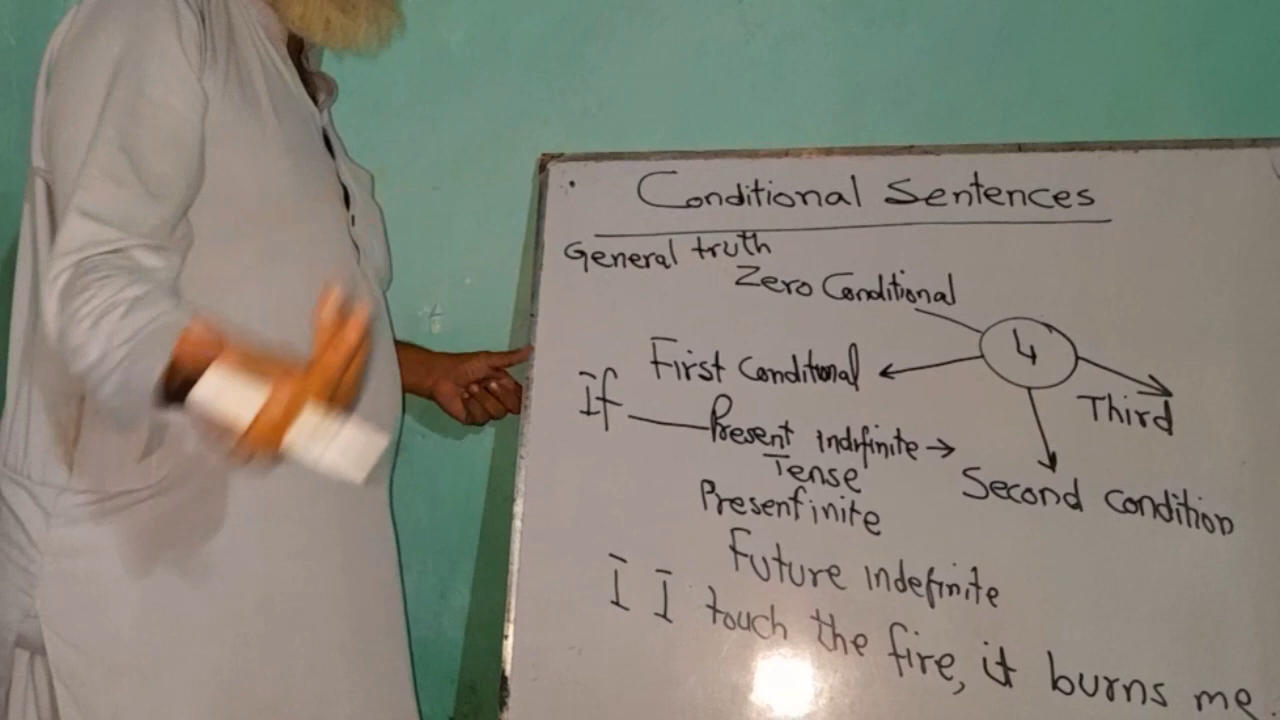 Conditional Sentences
General truth
Zero Conditional
4
First Conditional
Third
If Present indifinite →
Tense
Second condition
Presenfinite
Future indefinite
I I touch the fire, it burns me.